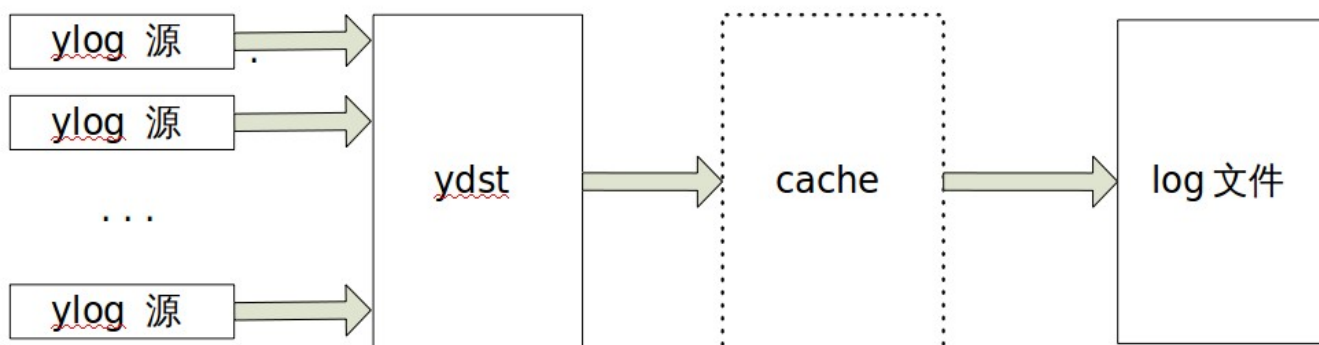 ylog 源
.
ylog 源
ydst
cache
log 文件
...
ylog 源